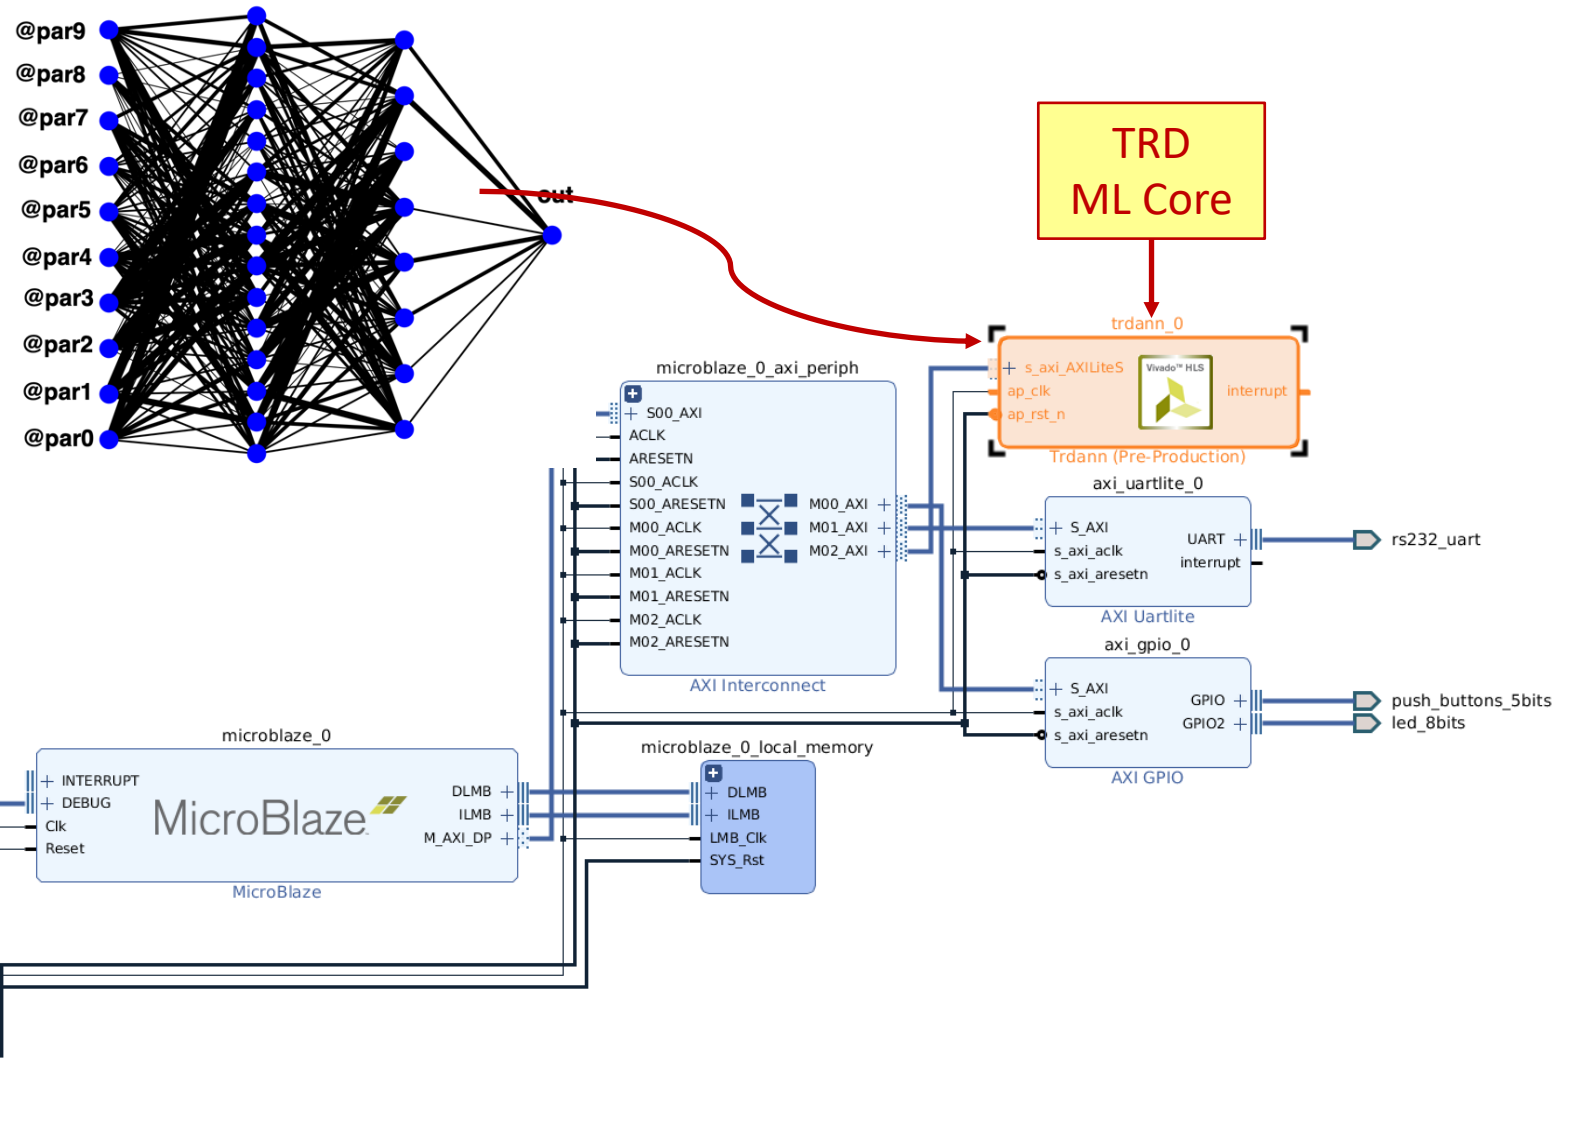 @par9
@par8
@par7
@par6
@par5
@par4
@par3
@par2
@par1
@par0
out
TRD
ML Core
trdann_0
s_axi_AXILiteS
ap_clk
ap_rst_n
Vivado™ HLS
interrupt
Trdann (Pre-Production)
microblaze_0_axi_periph
S00_AXI
ACLK
ARESETN
S00_ACLK
S00_ARESETN
M00_ACLK
M00_ARESETN
M01_ACLK
M01_ARESETN
M02_ACLK
M02_ARESETN
M00_AXI
M01_AXI
M02_AXI
AXI Interconnect
axi_uartlite_0
S_AXI
s_axi_aclk
s_axi_aresetn
UART
interrupt
AXI Uartlite
rs232_uart
axi_gpio_0
S_AXI
s_axi_aclk
s_axi_aresetn
GPIO
GPIO2
AXI GPIO
push_buttons_5bits
led_8bits
microblaze_0
INTERRUPT
DEBUG
Clk
Reset
MicroBlaze
DLMB
ILMB
M_AXI_DP
MicroBlaze
microblaze_0_local_memory
DLMB
ILMB
LMB_Clk
SYS_Rst